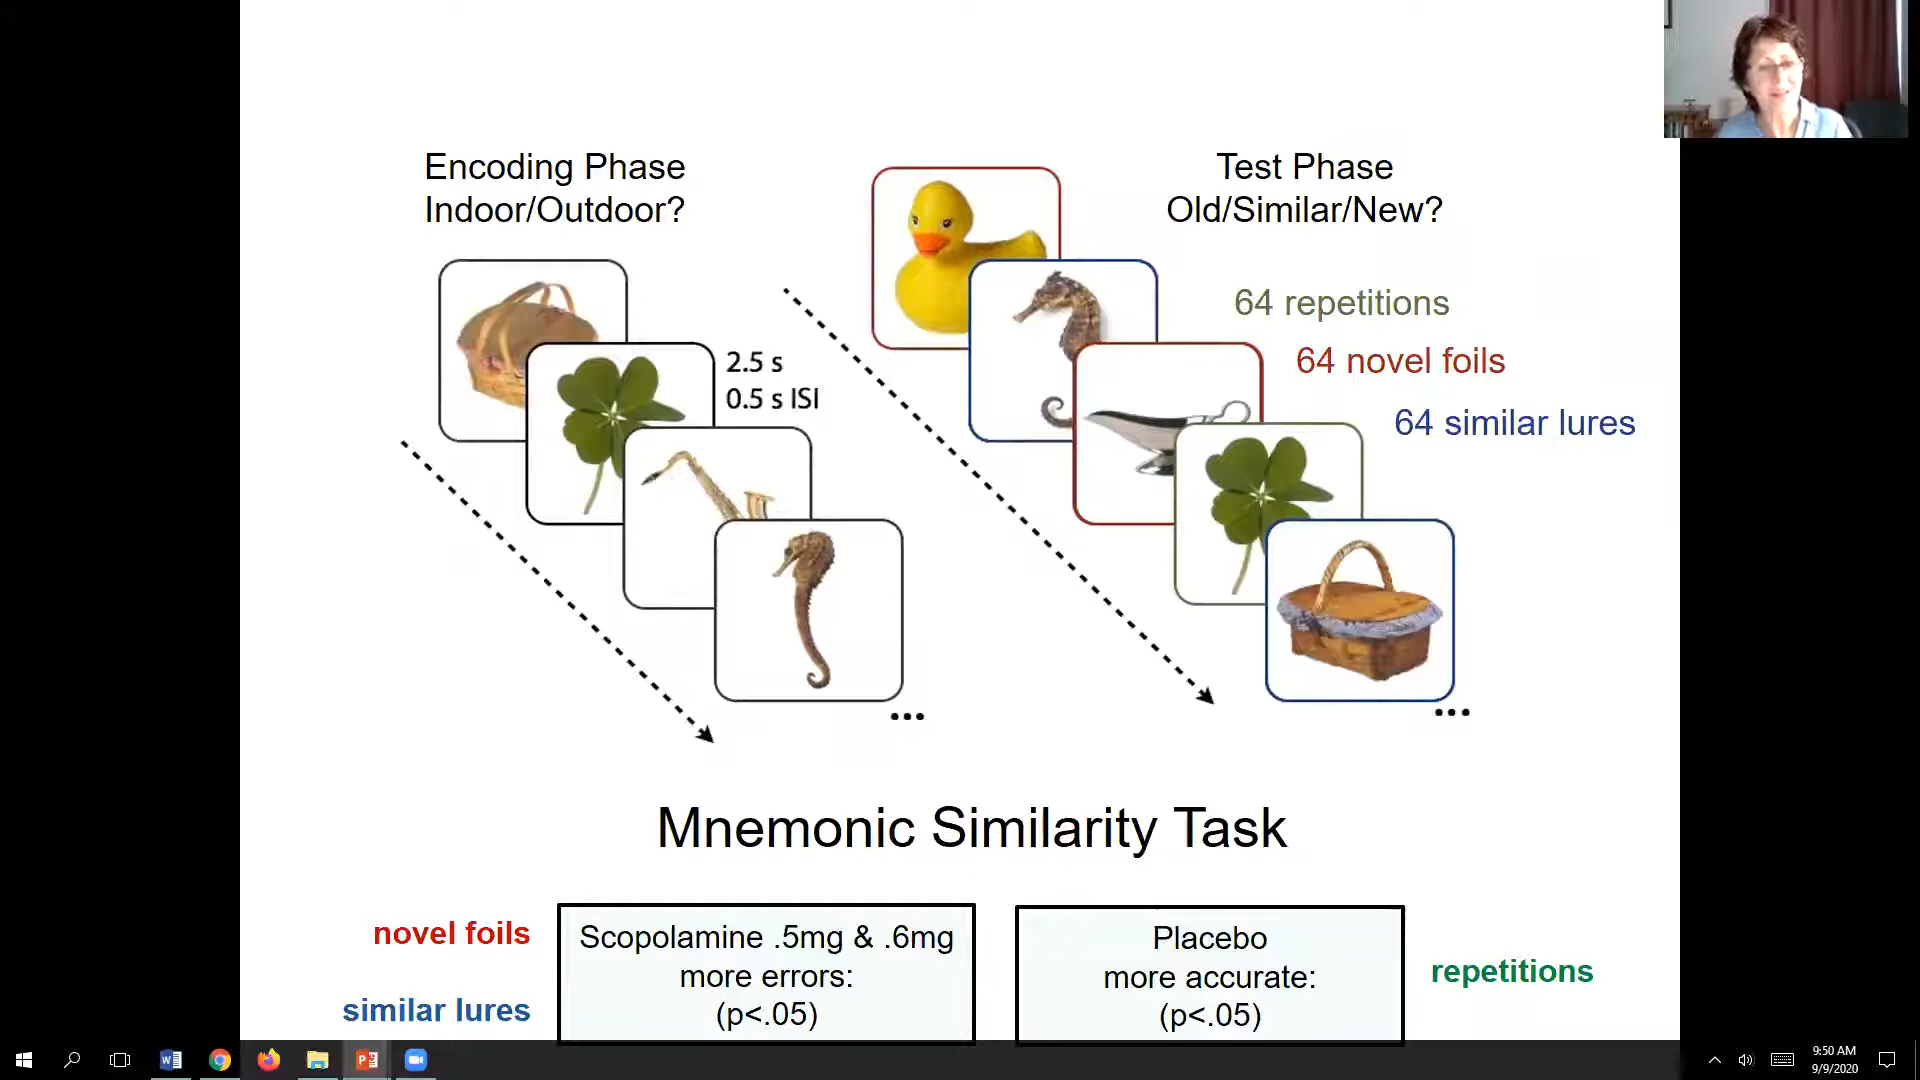 Encoding Phase
Indoor/Outdoor?
Test Phase
Old/Similar/New?
64 repetitions
2.5 s
0.5 s ISI
64 novel foils
64 similar lures
...
...
Mnemonic Similarity Task
novel foils
similar lures
Scopolamine .5mg & .6mg
more errors:
(p<.05)
Placebo
more accurate:
(p<.05)
repetitions
9:50 AM
9/9/2020